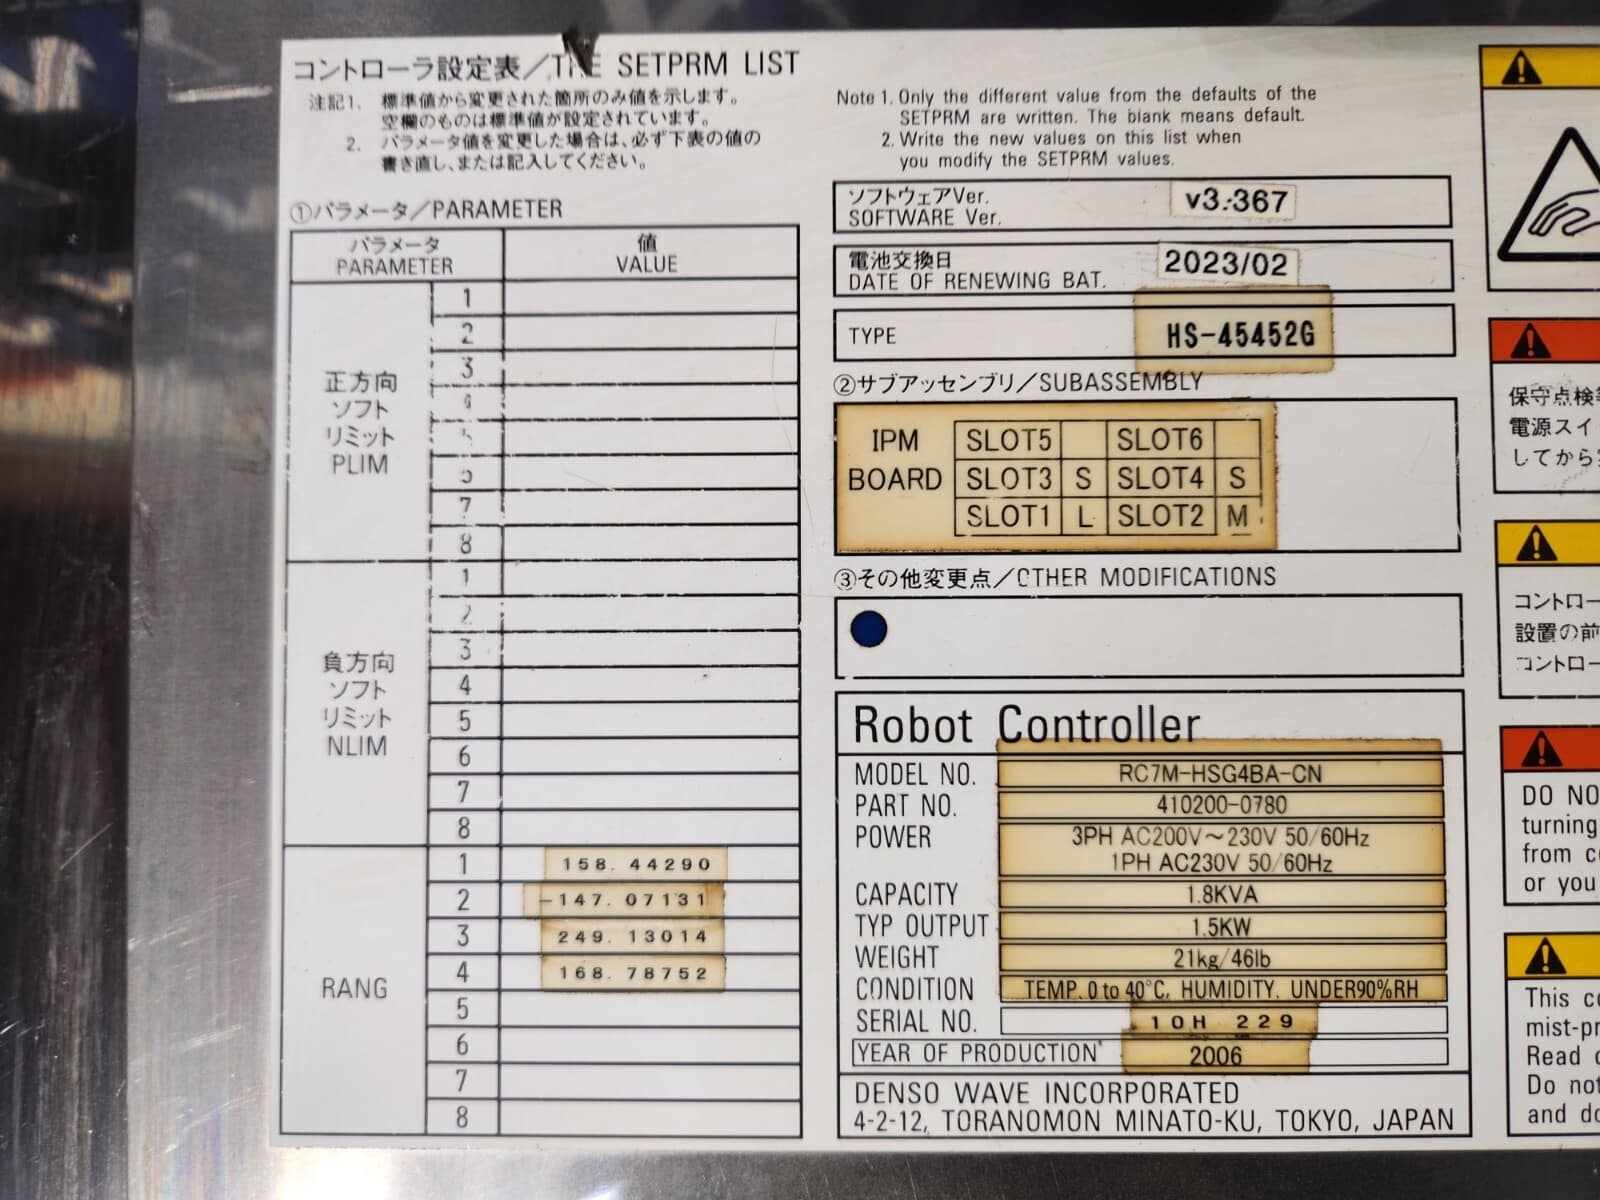 コントローラ設定表/THE SETPRM LIST
注記1. 標準値から変更された箇所のみ値を示します。
空欄のものは標準値が設定されています。
2. パラメータ値を変更した場合は、必ず下表の値の
書き直し、または記入してください。
①パラメータ/PARAMETER
パラメータ 値
PARAMETER VALUE
正方向
ソフト
リミット
PLIM
1
2
3
4
5
6
7
8
負方向
ソフト
リミット
NLIM
1
2
3
4
5
6
7
8
RANG
1 158.44290
2 -147.07131
3 249.13014
4 168.78752
5
6
7
8
Note 1. Only the different value from the defaults of the
SETPRM are written. The blank means default.
2. Write the new values on this list when
you modify the SETPRM values.
ソフトウェアVer.
SOFTWARE Ver. v3.367
電池交換日
DATE OF RENEWING BAT. 2023/02
TYPE HS-45452G
②サブアッセンブリ/SUBASSEMBLY
IPM
BOARD
SLOT5 SLOT6
SLOT3 S SLOT4 S
SLOT1 L SLOT2 M
③その他変更点/OTHER MODIFICATIONS
Robot Controller
MODEL NO. RC7M-HSG4BA-CN
PART NO. 410200-0780
POWER 3PH AC200V～230V 50/60Hz
1PH AC230V 50/60Hz
CAPACITY 1.8KVA
TYP OUTPUT 1.5KW
WEIGHT 21kg/46lb
CONDITION TEMP. 0 to 40°C, HUMIDITY. UNDER90%RH
SERIAL NO. 10H 229
YEAR OF PRODUCTION 2006
DENSO WAVE INCORPORATED
4-2-12, TORANOMON MINATO-KU, TOKYO, JAPAN
保守点検
電源スイ
してから
コントロー
設置の前
コントロー
DO NO
turning
from c
or you
This c
mist-pr
Read
Do not
and do